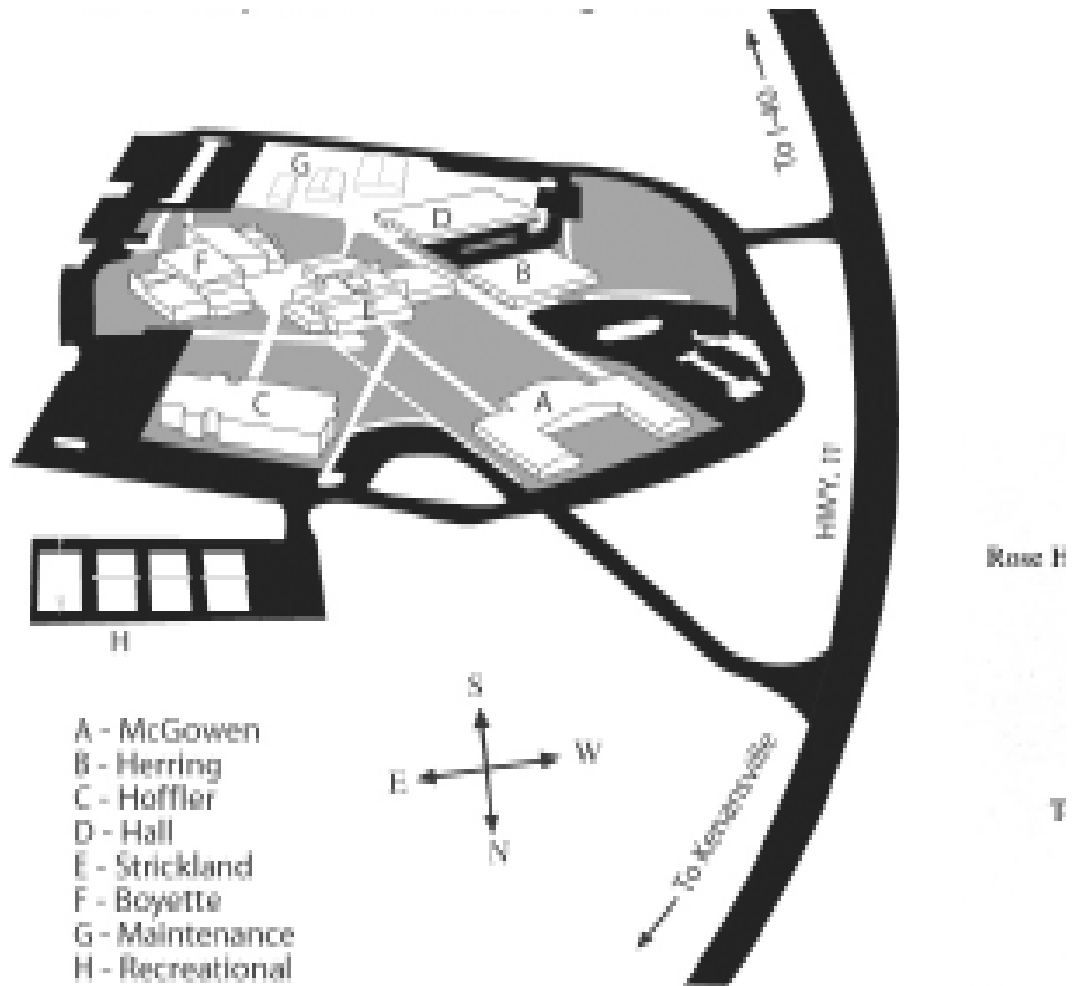 To I-40
G
D
F
B
E
C
A
HWY. 11
Rose H
H
S
E W
N
To Kenansville
T
A - McGowen
B - Herring
C - Hoffler
D - Hall
E - Strickland
F - Boyette
G - Maintenance
H - Recreational